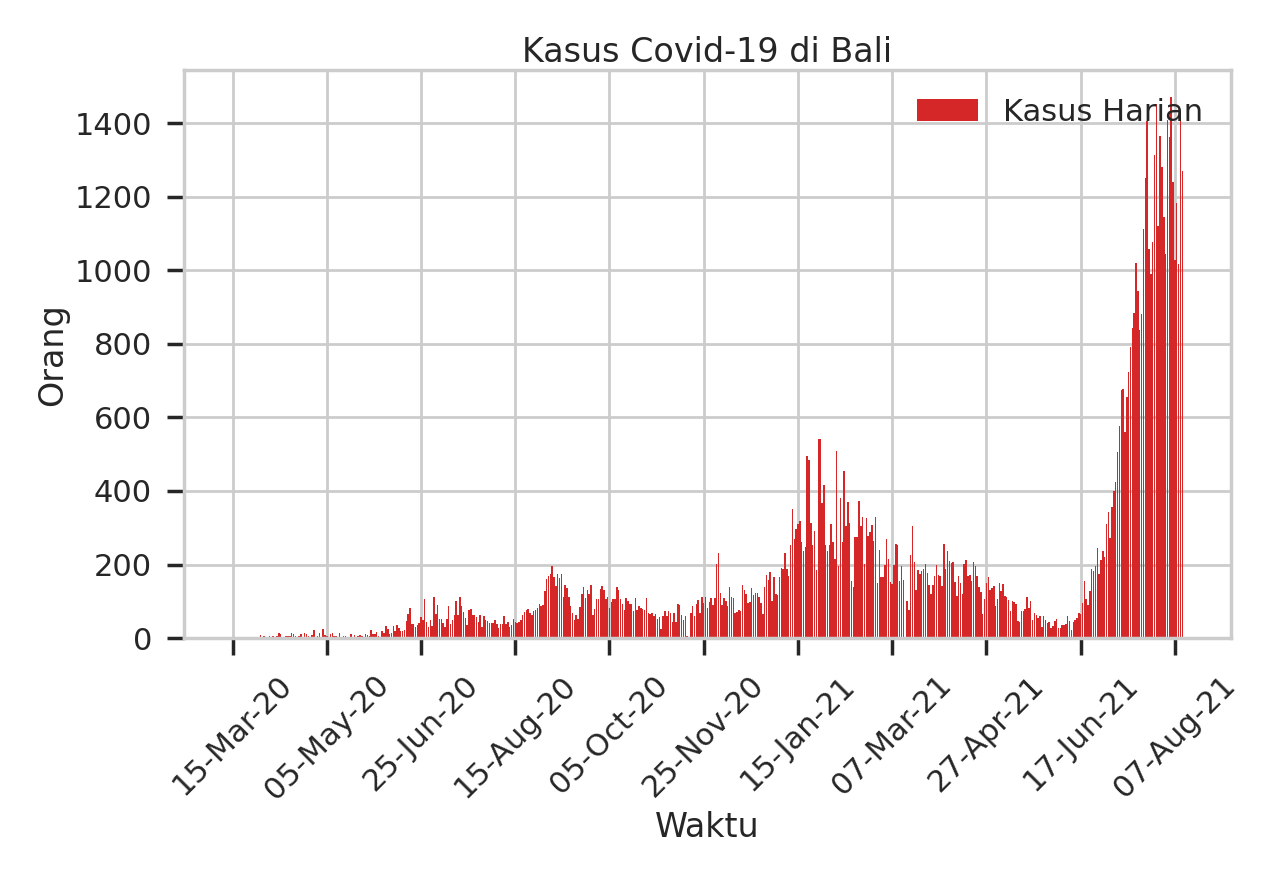 Kasus Covid-19 di Bali
Kasus Harian
1400
1200
1000
800
600
400
200
0
Orang
15-Mar-20
05-May-20
25-Jun-20
15-Aug-20
05-Oct-20
25-Nov-20
15-Jan-21
07-Mar-21
27-Apr-21
17-Jun-21
07-Aug-21
Waktu